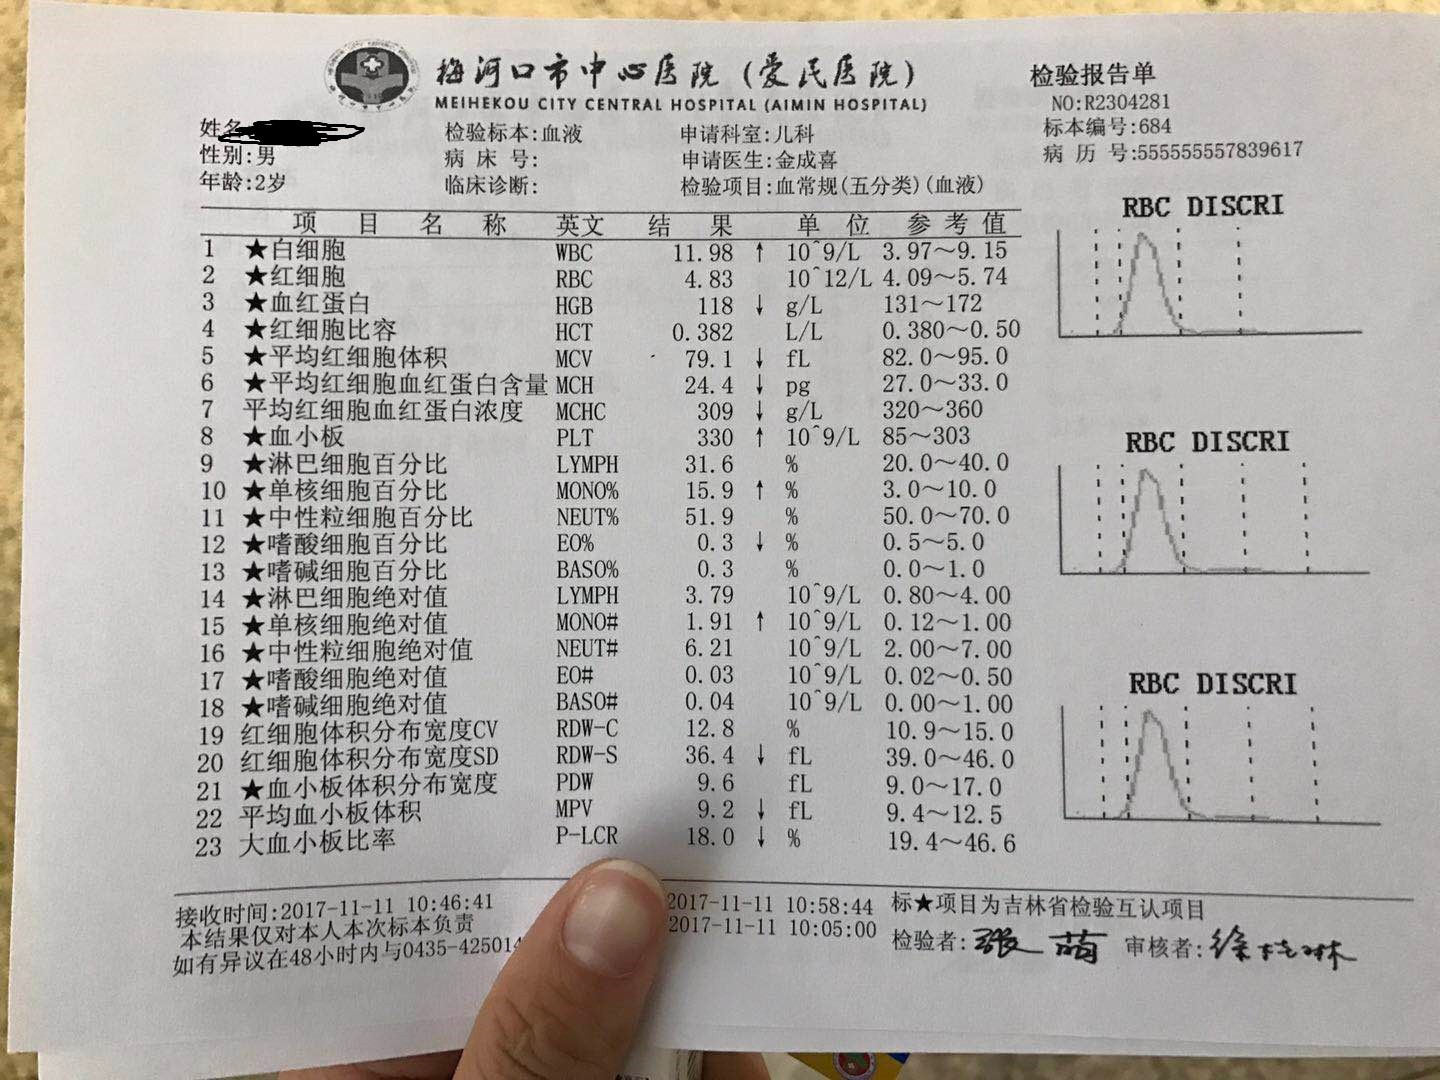 梅河口市中心医院(爱民医院)
MEIHEKOU CITY CENTRAL HOSPITAL (AIMIN HOSPITAL)
检验报告单
NO:R2304281
标本编号:684
病 历 号:555555557839617
姓名
检验标本:血液
申请科室:儿科
性别:男
病 床 号:
申请医生:金成喜
年龄:2岁
临床诊断:
检验项目:血常规(五分类)(血液)
项 目 名 称 英文 结 果 单 位 参 考 值
1 ★白细胞 WBC 11.98 ↑ 10^9/L 3.97～9.15
2 ★红细胞 RBC 4.83 10^12/L 4.09～5.74
3 ★血红蛋白 HGB 118 ↓ g/L 131～172
4 ★红细胞比容 HCT 0.382 L/L 0.380～0.50
5 ★平均红细胞体积 MCV 79.1 ↓ fL 82.0～95.0
6 ★平均红细胞血红蛋白含量 MCH 24.4 ↓ pg 27.0～33.0
7 平均红细胞血红蛋白浓度 MCHC 309 ↓ g/L 320～360
8 ★血小板 PLT 330 ↑ 10^9/L 85～303
9 ★淋巴细胞百分比 LYMPH 31.6 % 20.0～40.0
10 ★单核细胞百分比 MONO% 15.9 ↑ % 3.0～10.0
11 ★中性粒细胞百分比 NEUT% 51.9 % 50.0～70.0
12 ★嗜酸细胞百分比 EO% 0.3 ↓ % 0.5～5.0
13 ★嗜碱细胞百分比 BASO% 0.3 % 0.0～1.0
14 ★淋巴细胞绝对值 LYMPH 3.79 10^9/L 0.80～4.00
15 ★单核细胞绝对值 MONO# 1.91 ↑ 10^9/L 0.12～1.00
16 ★中性粒细胞绝对值 NEUT# 6.21 10^9/L 2.00～7.00
17 ★嗜酸细胞绝对值 EO# 0.03 10^9/L 0.02～0.50
18 ★嗜碱细胞绝对值 BASO# 0.04 10^9/L 0.00～1.00
19 红细胞体积分布宽度CV RDW-C 12.8 % 10.9～15.0
20 红细胞体积分布宽度SD RDW-S 36.4 ↓ fL 39.0～46.0
21 ★血小板体积分布宽度 PDW 9.6 fL 9.0～17.0
22 平均血小板体积 MPV 9.2 ↓ fL 9.4～12.5
23 大血小板比率 P-LCR 18.0 ↓ % 19.4～46.6
RBC DISCRI
RBC DISCRI
RBC DISCRI
接收时间:2017-11-11 10:46:41
2017-11-11 10:58:44
标★项目为吉林省检验互认项目
本结果仅对本人本次标本负责
2017-11-11 10:05:00
检验者:张萌 审核者:徐
如有异议在48小时内与0435-425014